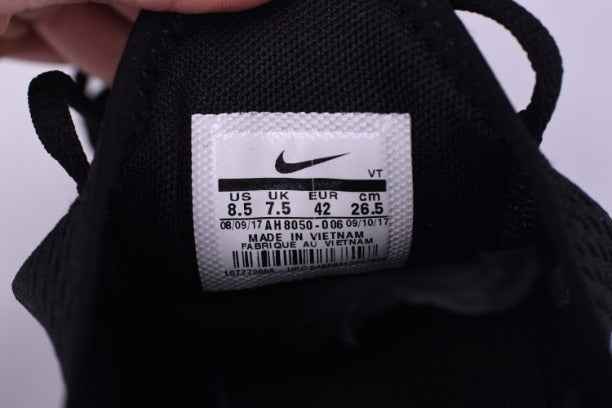 VT
US UK EUR cm
8.5 7.5 42 26.5
08/09/17 AH8050-006 09/10/17
MADE IN VIETNAM
FABRIQUE AU VIETNAM